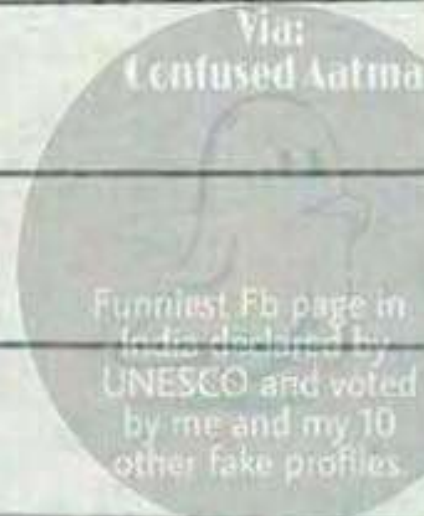 Via:
Confused Aatma
Funniest Fb page in
India declared by
UNESCO and voted
by me and my 10
other fake profiles.